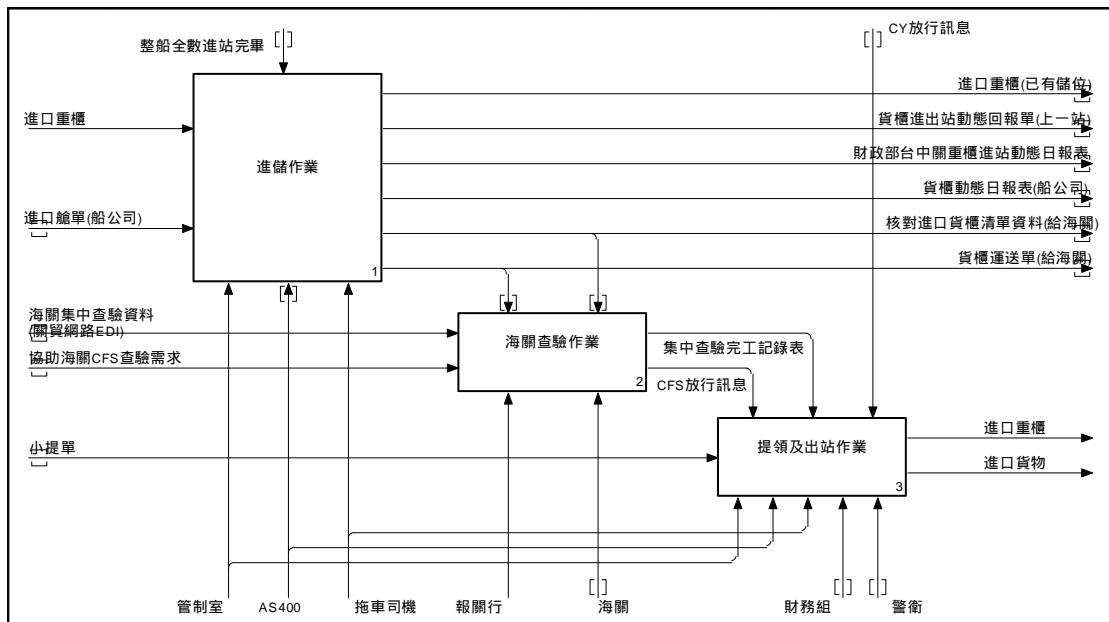 整船全數進站完畢
CY放行訊息
進口重櫃
進儲作業
1
進口艙單(船公司)
進口重櫃(已有儲位)
貨櫃進出站動態回報單(上一站)
財政部台中關重櫃進站動態日報表
貨櫃動態日報表(船公司)
核對進口貨櫃清單資料(給海關)
貨櫃運送單(給海關)
海關集中查驗資料
(關貿網路EDI)
協助海關CFS查驗需求
海關查驗作業
2
集中查驗完工記錄表
CFS放行訊息
小提單
提領及出站作業
3
進口重櫃
進口貨物
管制室
AS400
拖車司機
報關行
海關
財務組
警衛